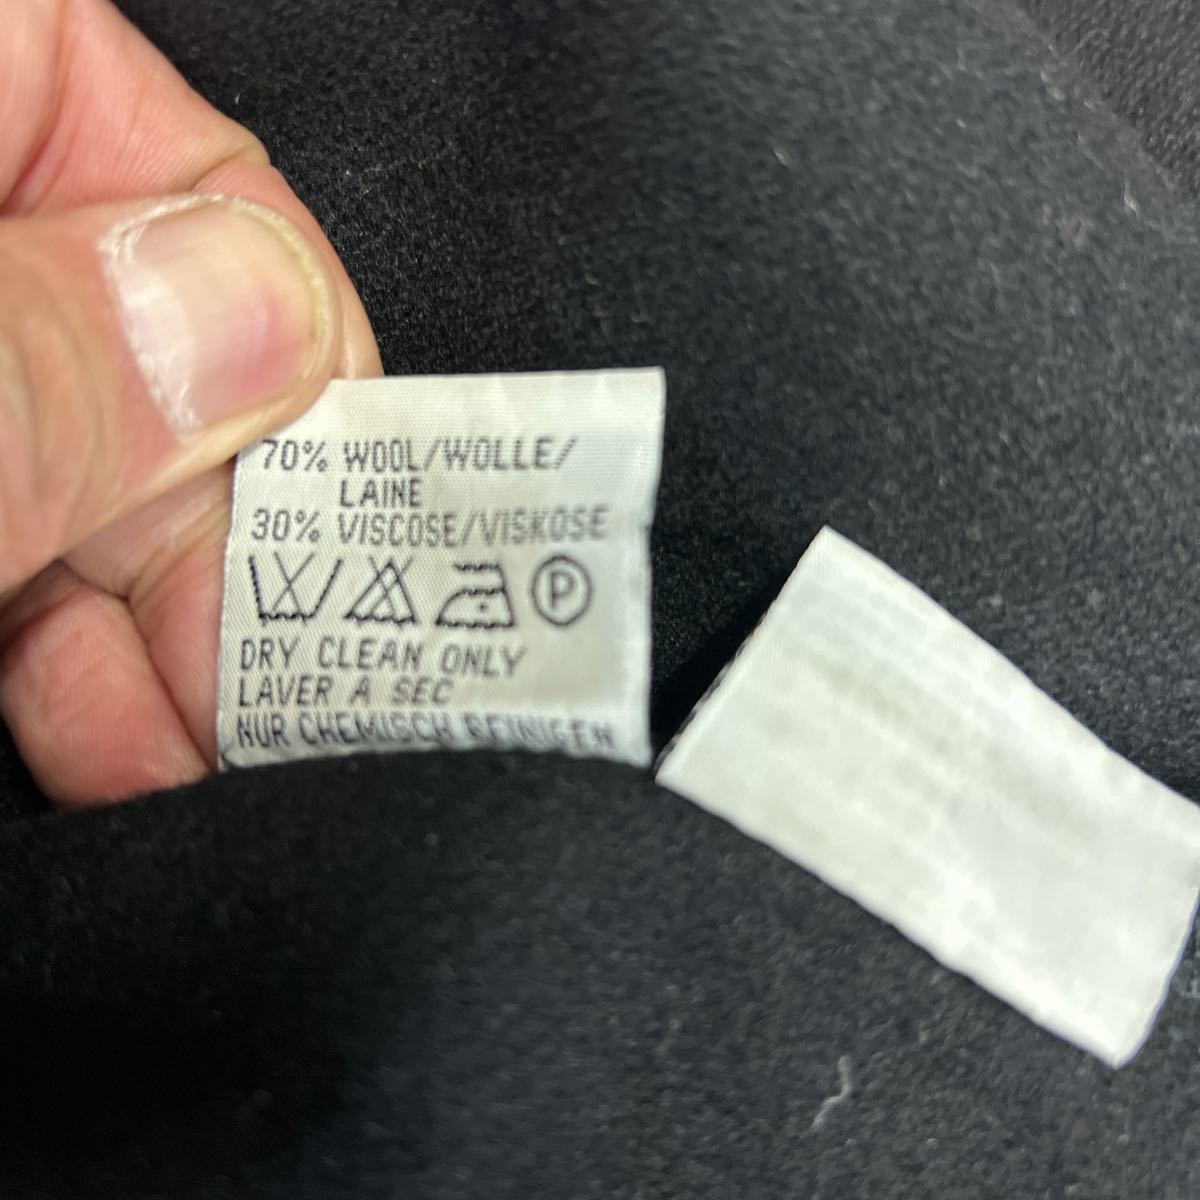 70% WOOL/WOLLE/
LAINE
30% VISCOSE/VISKOSE
P
DRY CLEAN ONLY
LAVER A SEC
NUR CHEMISCH REINIGEN